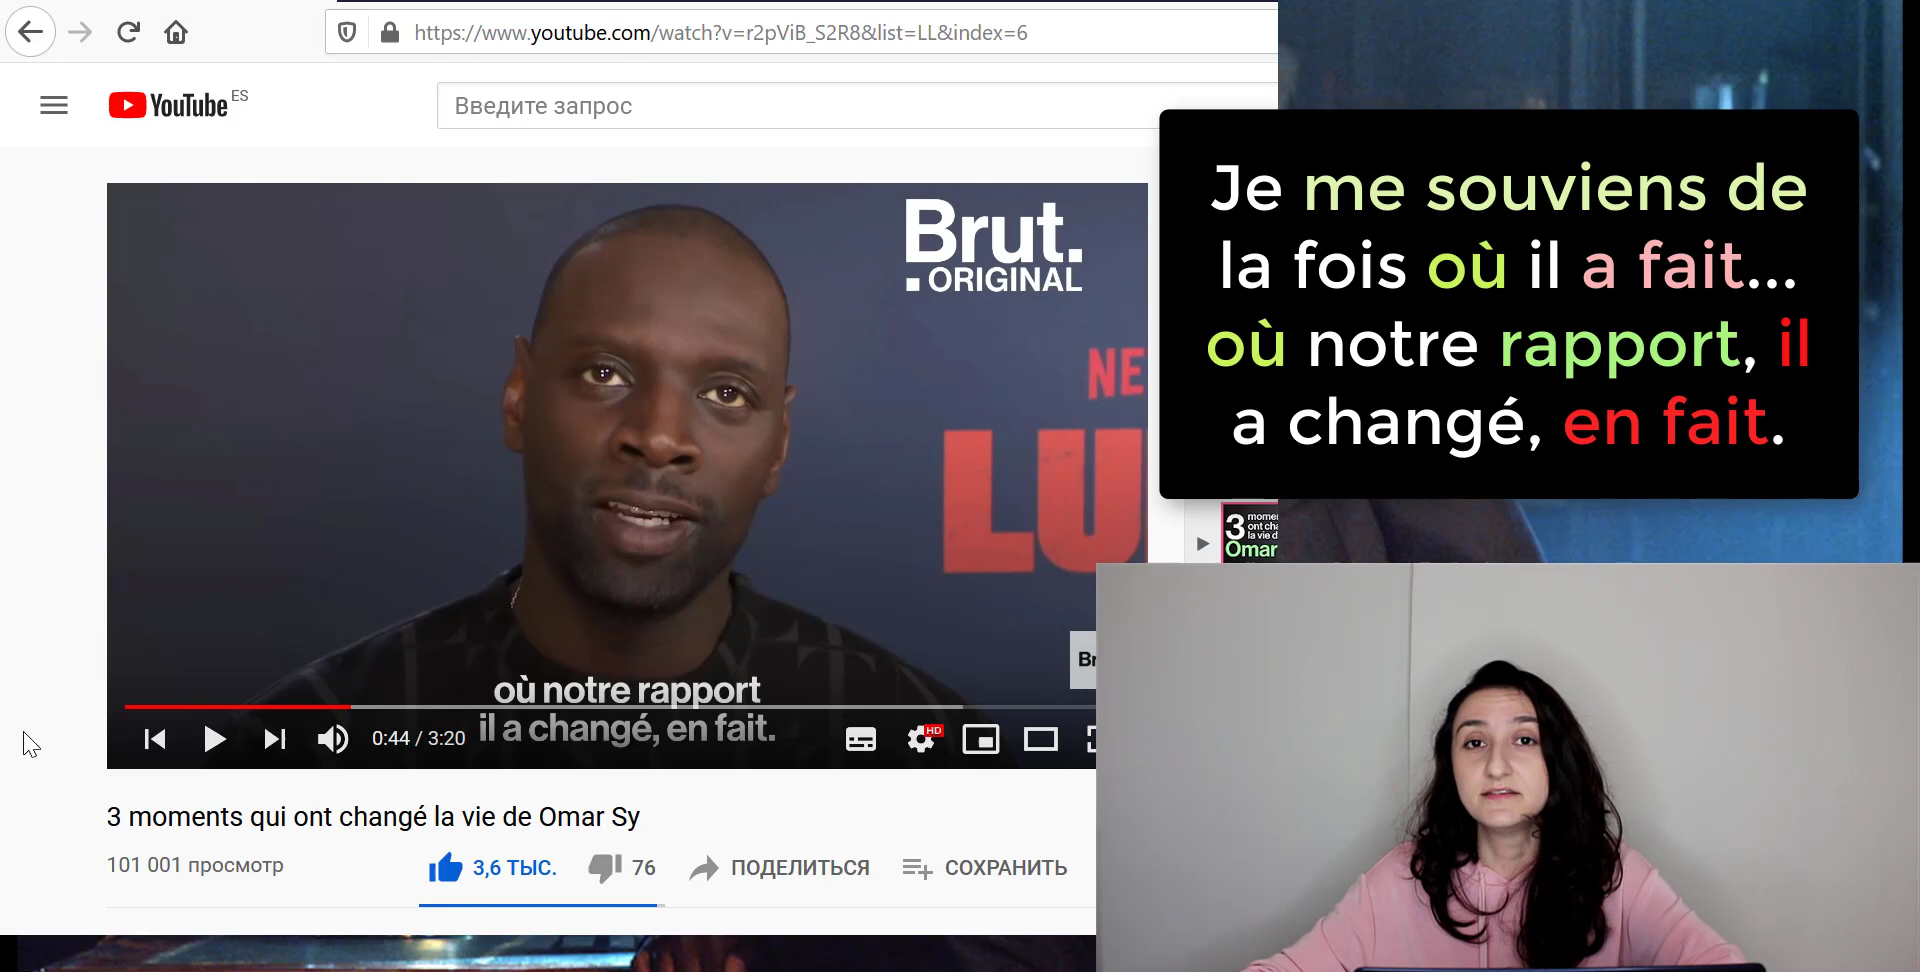 https://www.youtube.com/watch?v=r2pViB_S2R8&list=LL&index=6
YouTube ES
Введите запрос
Brut.
ORIGINAL
NE
LU
Je me souviens de
la fois où il a fait...
où notre rapport, il
a changé, en fait.
3
Omar
Br
où notre rapport
il a changé, en fait.
0:44 / 3:20
HD
3 moments qui ont changé la vie de Omar Sy
101 001 просмотр
3,6 ТЫС.
76
ПОДЕЛИТЬСЯ
СОХРАНИТЬ